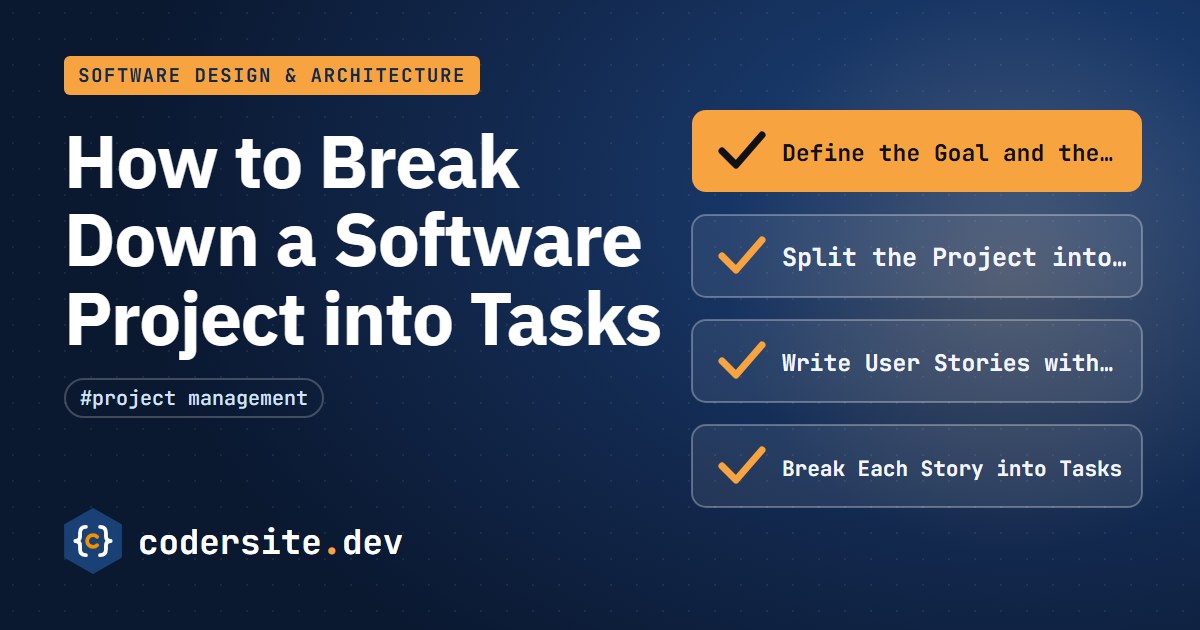 SOFTWARE DESIGN & ARCHITECTURE
How to Break
Down a Software
Project into Tasks
#project management
{c} codersite.dev
Define the Goal and the…
Split the Project into…
Write User Stories with…
Break Each Story into Tasks